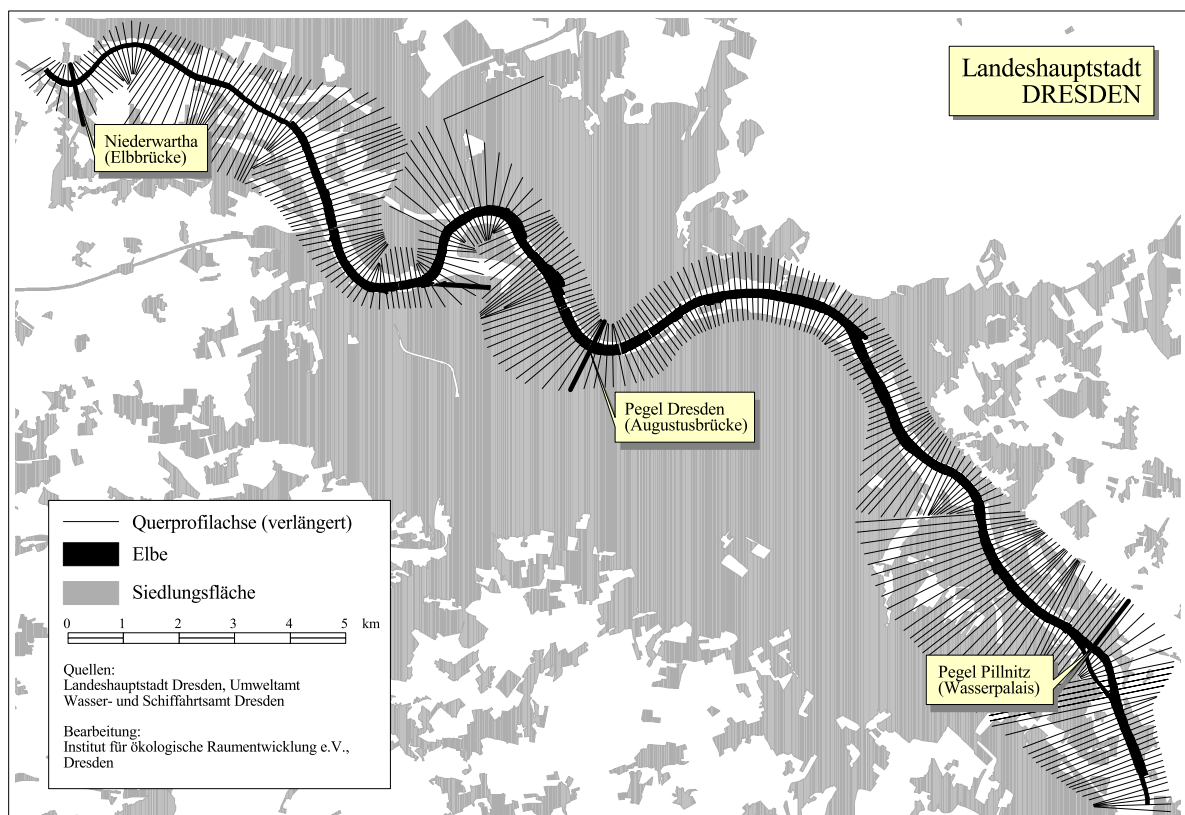 Landeshauptstadt
DRESDEN
Niederwartha
(Elbbrücke)
Pegel Dresden
(Augustusbrücke)
Pegel Pillnitz
(Wasserpalais)
Querprofilachse (verlängert)
Elbe
Siedlungsfläche
0 1 2 3 4 5 km
Quellen:
Landeshauptstadt Dresden, Umweltamt
Wasser- und Schiffahrtsamt Dresden
Bearbeitung:
Institut für ökologische Raumentwicklung e.V.,
Dresden